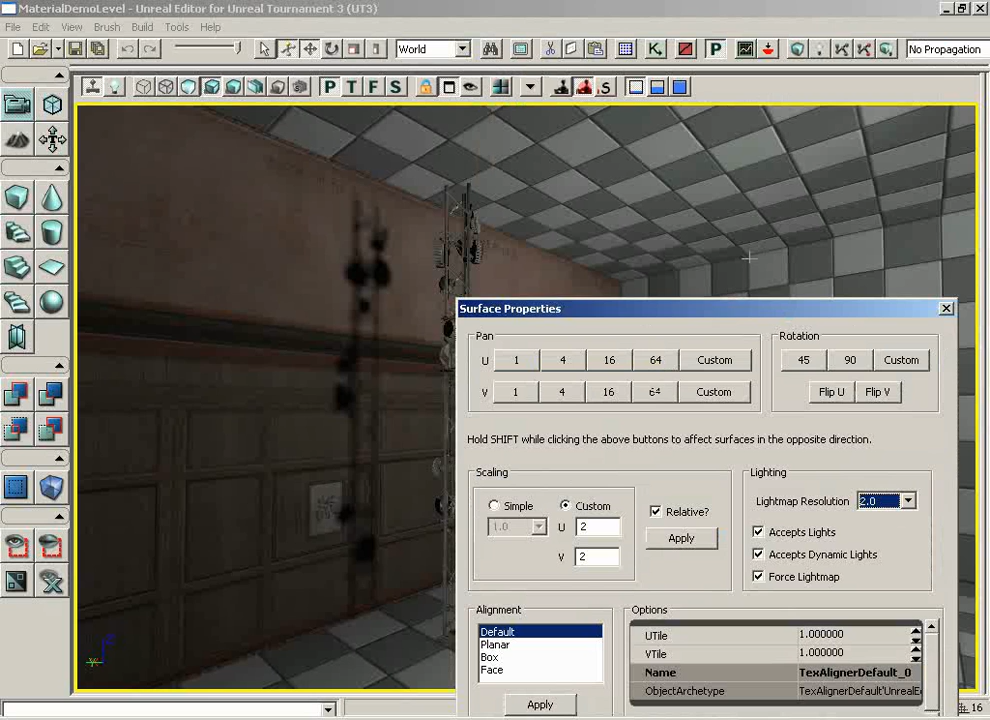 MaterialDemoLevel - Unreal Editor for Unreal Tournament 3 (UT3)
File Edit View Brush Build Tools Help
World
No Propagation
P T F S
Surface Properties
Pan
Rotation
U 1 4 16 64 Custom
45 90 Custom
V 1 4 16 64 Custom
Flip U Flip V
Hold SHIFT while clicking the above buttons to affect surfaces in the opposite direction.
Scaling
Lighting
Simple Custom
1.0
U 2
V 2
Relative?
Apply
Lightmap Resolution 2.0
Accepts Lights
Accepts Dynamic Lights
Force Lightmap
Alignment
Default
Planar
Box
Face
Apply
Options
UTile 1.000000
VTile 1.000000
Name TexAlignerDefault_0
ObjectArchetype TexAlignerDefault'UnrealE
16